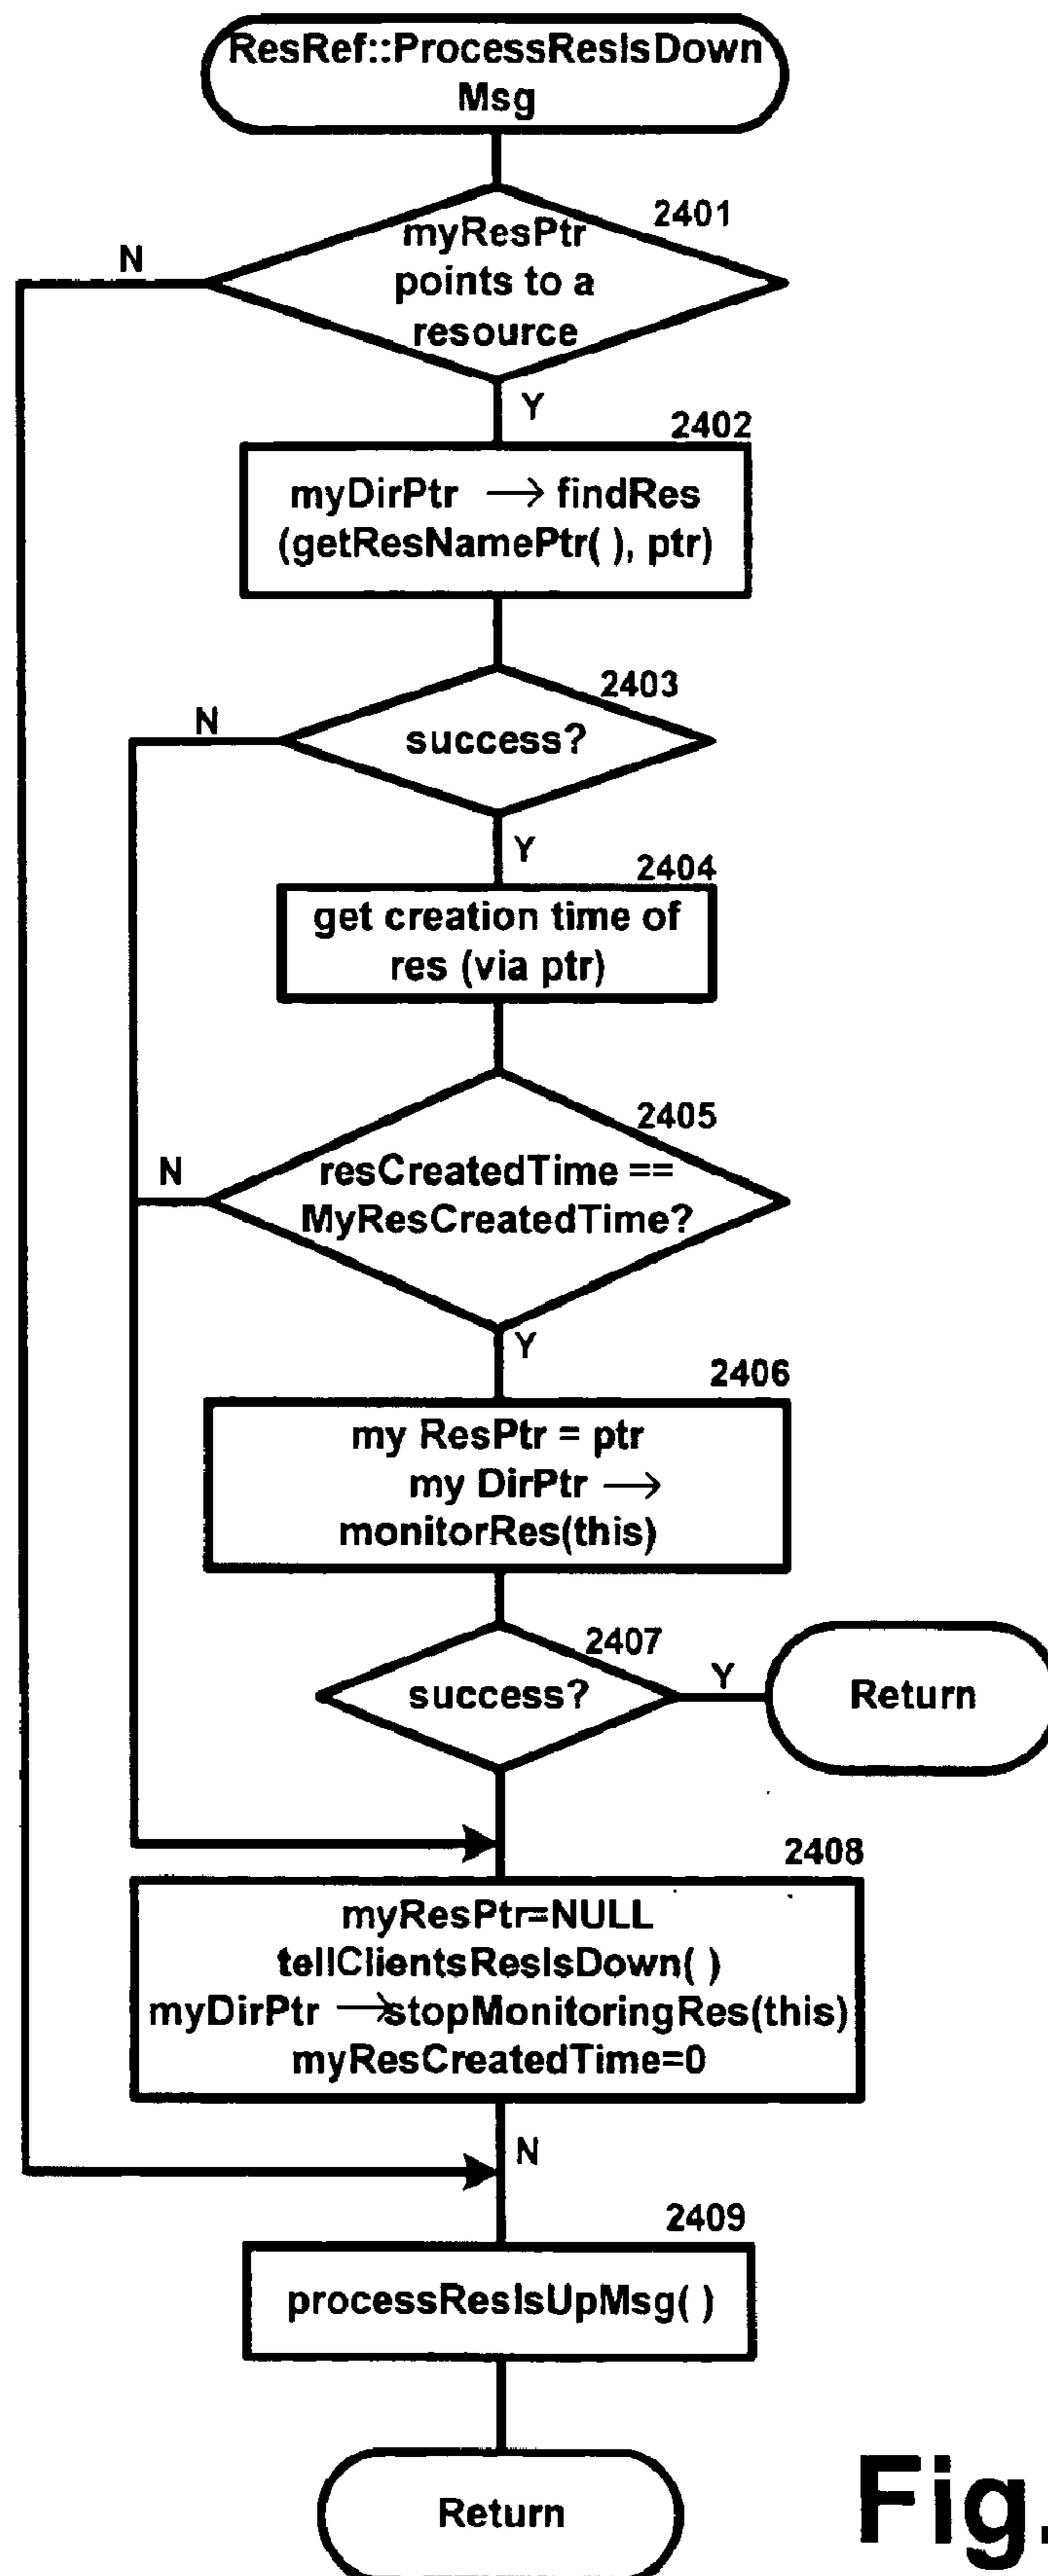 ResRef::ProcessResIsDown
Msg
2401
N
myResPtr
points to a
resource
Y
2402
myDirPtr → findRes
(getResNamePtr( ), ptr)
2403
N
success?
Y
2404
get creation time of
res (via ptr)
2405
N
resCreatedTime ==
MyResCreatedTime?
Y
2406
my ResPtr = ptr
my DirPtr →
monitorRes(this)
2407
success?
Y
Return
2408
myResPtr=NULL
tellClientsResIsDown( )
myDirPtr →stopMonitoringRes(this)
myResCreatedTime=0
N
2409
processResIsUpMsg( )
Return
Fig.